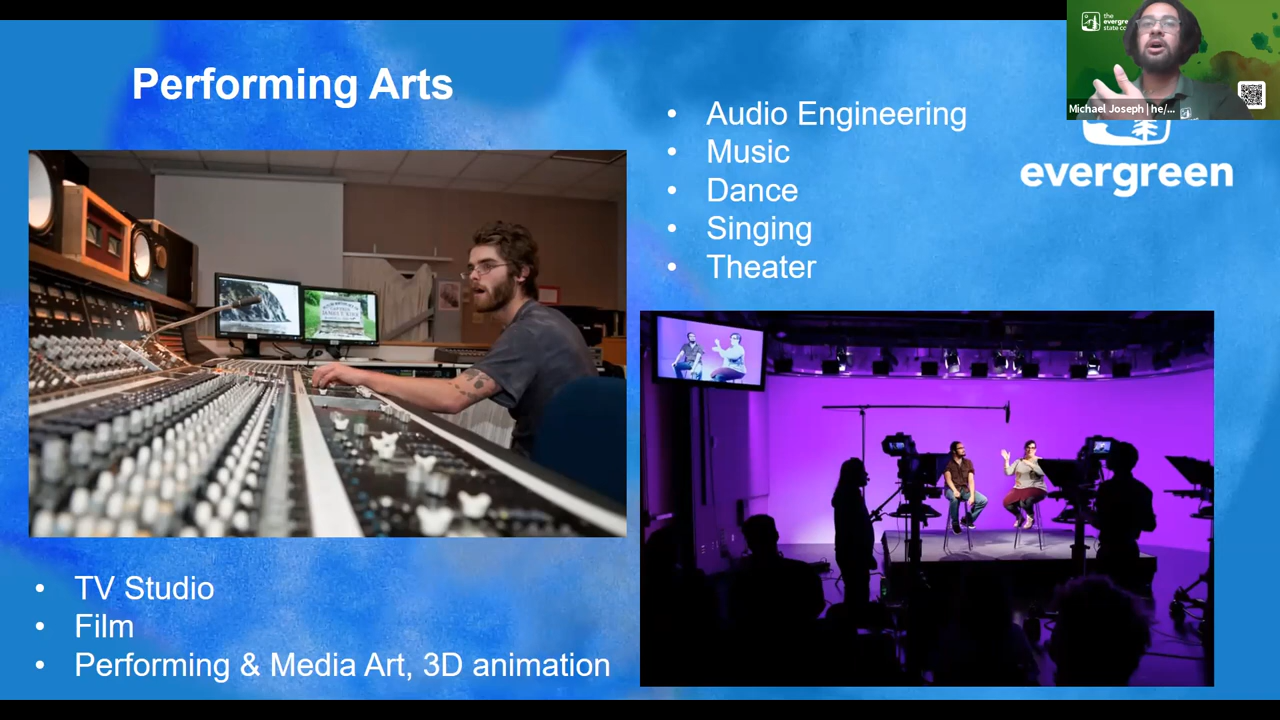 Performing Arts
• Audio Engineering
• Music
• Dance
• Singing
• Theater
the
Michael Joseph | he/...
evergreen
• TV Studio
• Film
• Performing & Media Art, 3D animation